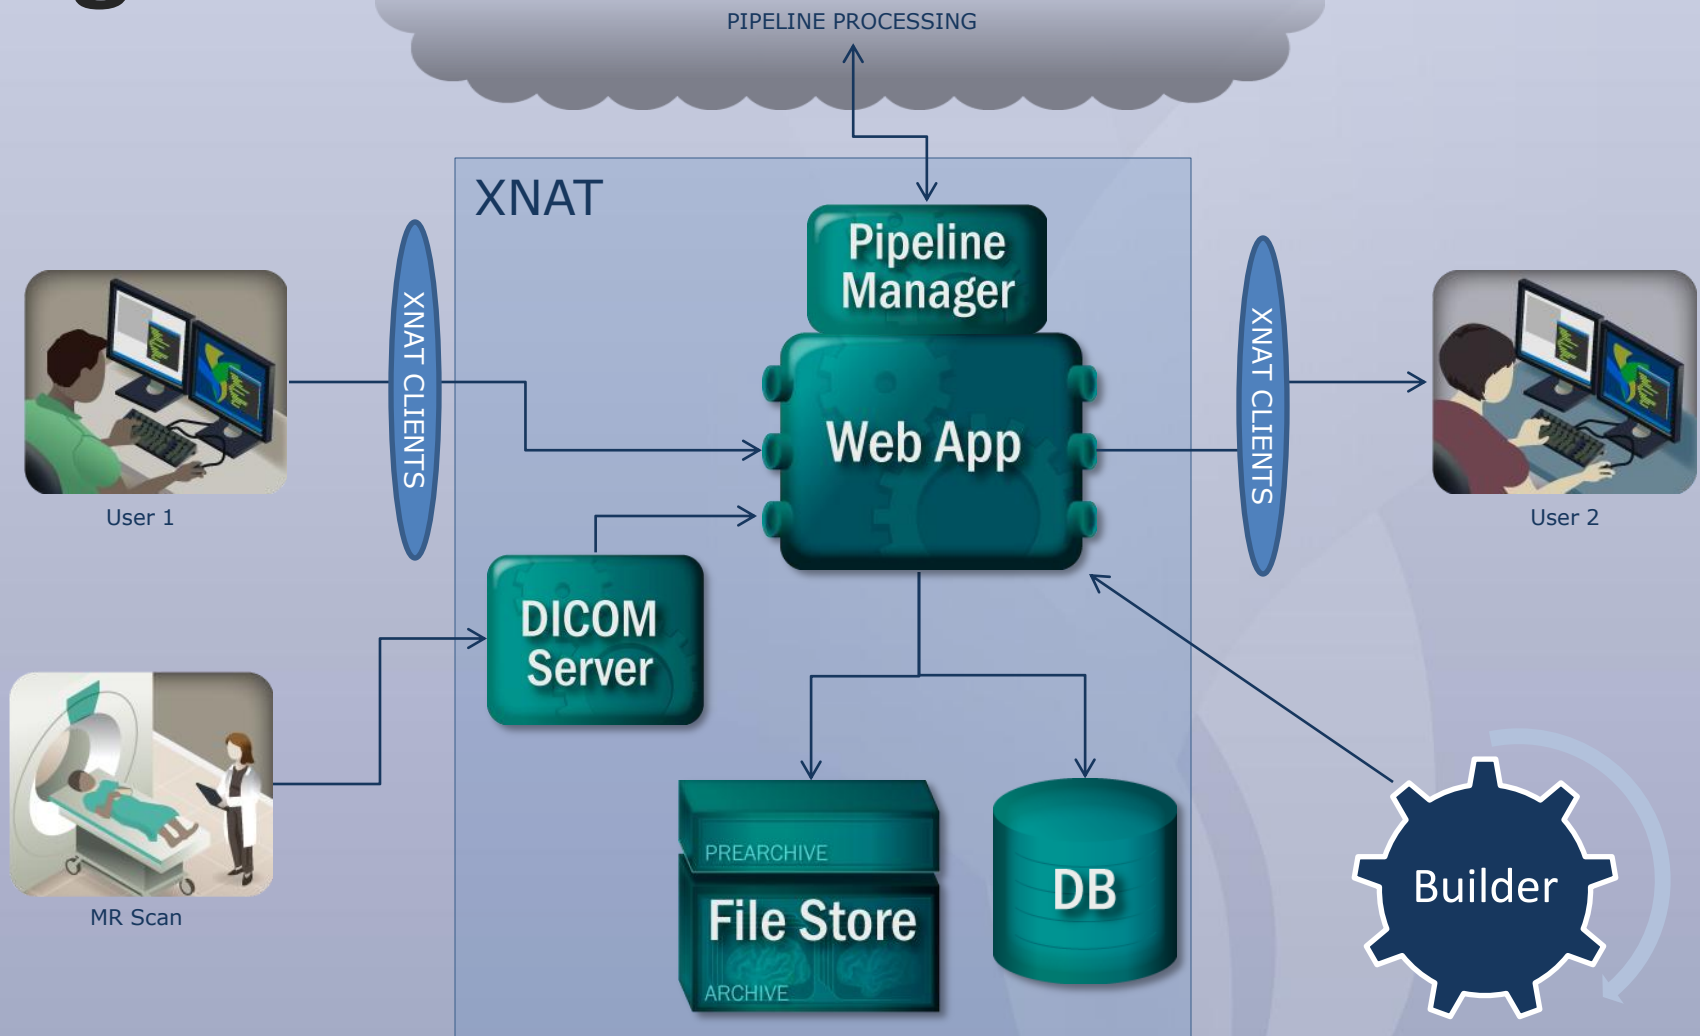 PIPELINE PROCESSING
XNAT
Pipeline
Manager
XNAT CLIENTS
XNAT CLIENTS
Web App
User 1
User 2
DICOM
Server
PREARCHIVE
File Store
ARCHIVE
DB
Builder
MR Scan